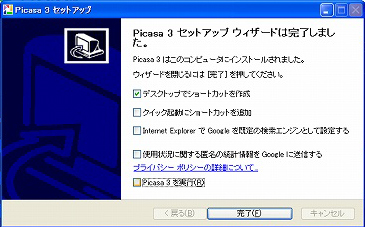 Picasa 3 セットアップ
Picasa 3 セットアップ ウィザードは完了しまし
た。
Picasa 3 はこのコンピュータにインストールされました。
ウィザードを閉じるには [完了] を押してください。
デスクトップでショートカットを作成
クイック起動にショートカットを追加
Internet Explorer で Google を既定の検索エンジンとして設定する
使用状況に関する匿名の統計情報を Google に送信する
プライバシー ポリシーの詳細について...
Picasa 3 を実行(R)
< 戻る(B)
完了(F)
キャンセル